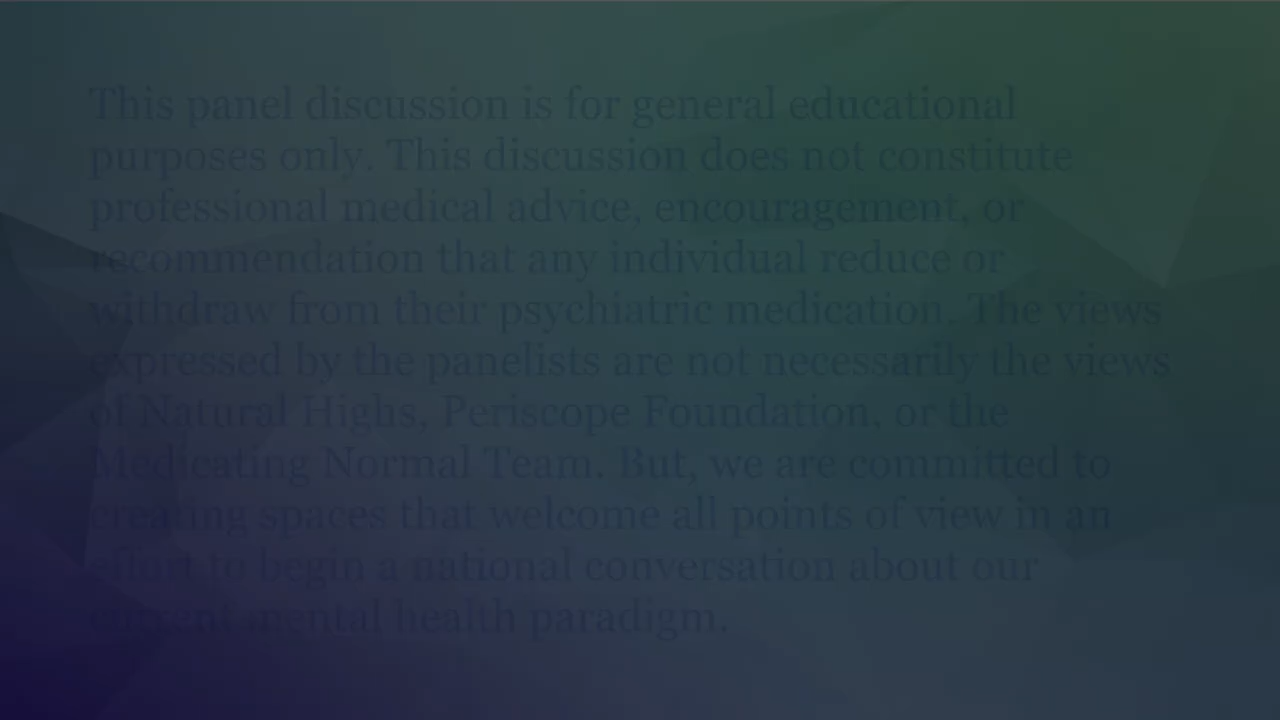 This panel discussion is for general educational
purposes only. This discussion does not constitute
professional medical advice, encouragement, or
recommendation that any individual reduce or
withdraw from their psychiatric medication. The views
expressed by the panelists are not necessarily the views
of Natural Highs, Periscope Foundation, or the
Medicating Normal Team. But, we are committed to
creating spaces that welcome all points of view in an
effort to begin a national conversation about our
current mental health paradigm.